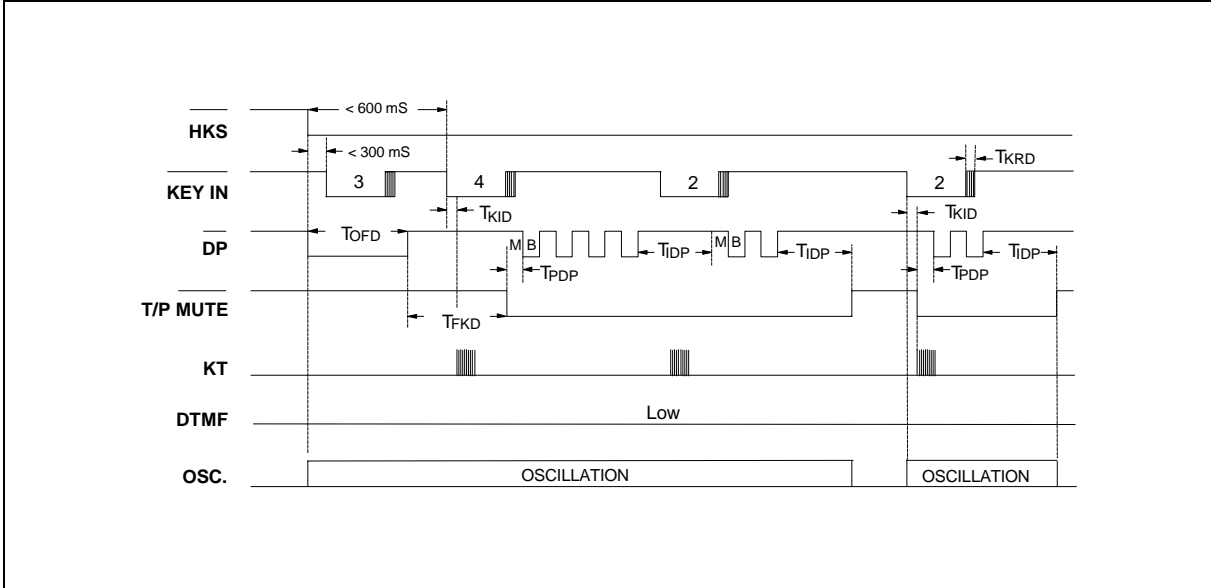 < 600 mS
HKS
< 300 mS
TKRD
KEY IN
3
4
2
2
TKID
TKID
TOFD
DP
M B
TIDP
M B
TIDP
TIDP
TPDP
TPDP
T/P MUTE
TFKD
KT
Low
DTMF
OSC.
OSCILLATION
OSCILLATION